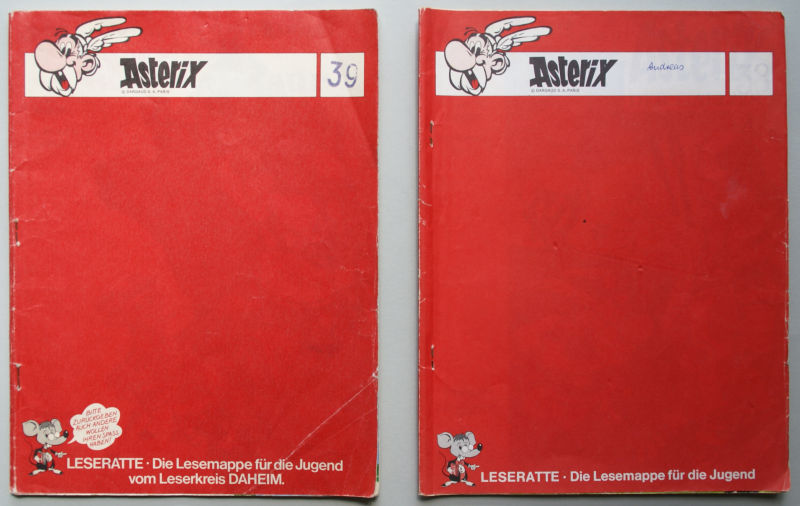 Asterix
© DARGAUD S. A. PARIS
39
BITTE
ZURÜCKGEBEN
AUCH ANDERE
WOLLEN
IHREN SPASS
HABEN!
LESERATTE · Die Lesemappe für die Jugend
vom Leserkreis DAHEIM.
Asterix
© DARGAUD S. A. PARIS
Andreas
39
LESERATTE · Die Lesemappe für die Jugend